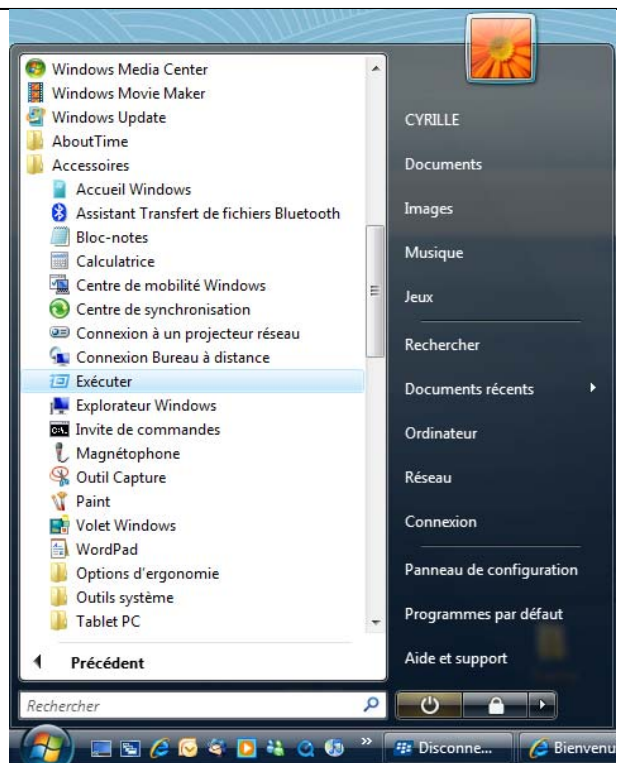 Windows Media Center
Windows Movie Maker
Windows Update
AboutTime
Accessoires
Accueil Windows
Assistant Transfert de fichiers Bluetooth
Bloc-notes
Calculatrice
Centre de mobilité Windows
Centre de synchronisation
Connexion à un projecteur réseau
Connexion Bureau à distance
Exécuter
Explorateur Windows
Invite de commandes
Magnétophone
Outil Capture
Paint
Volet Windows
WordPad
Options d'ergonomie
Outils système
Tablet PC
Précédent
Rechercher
CYRILLE
Documents
Images
Musique
Jeux
Rechercher
Documents récents
Ordinateur
Réseau
Connexion
Panneau de configuration
Programmes par défaut
Aide et support
» Disconne... Bienvenu